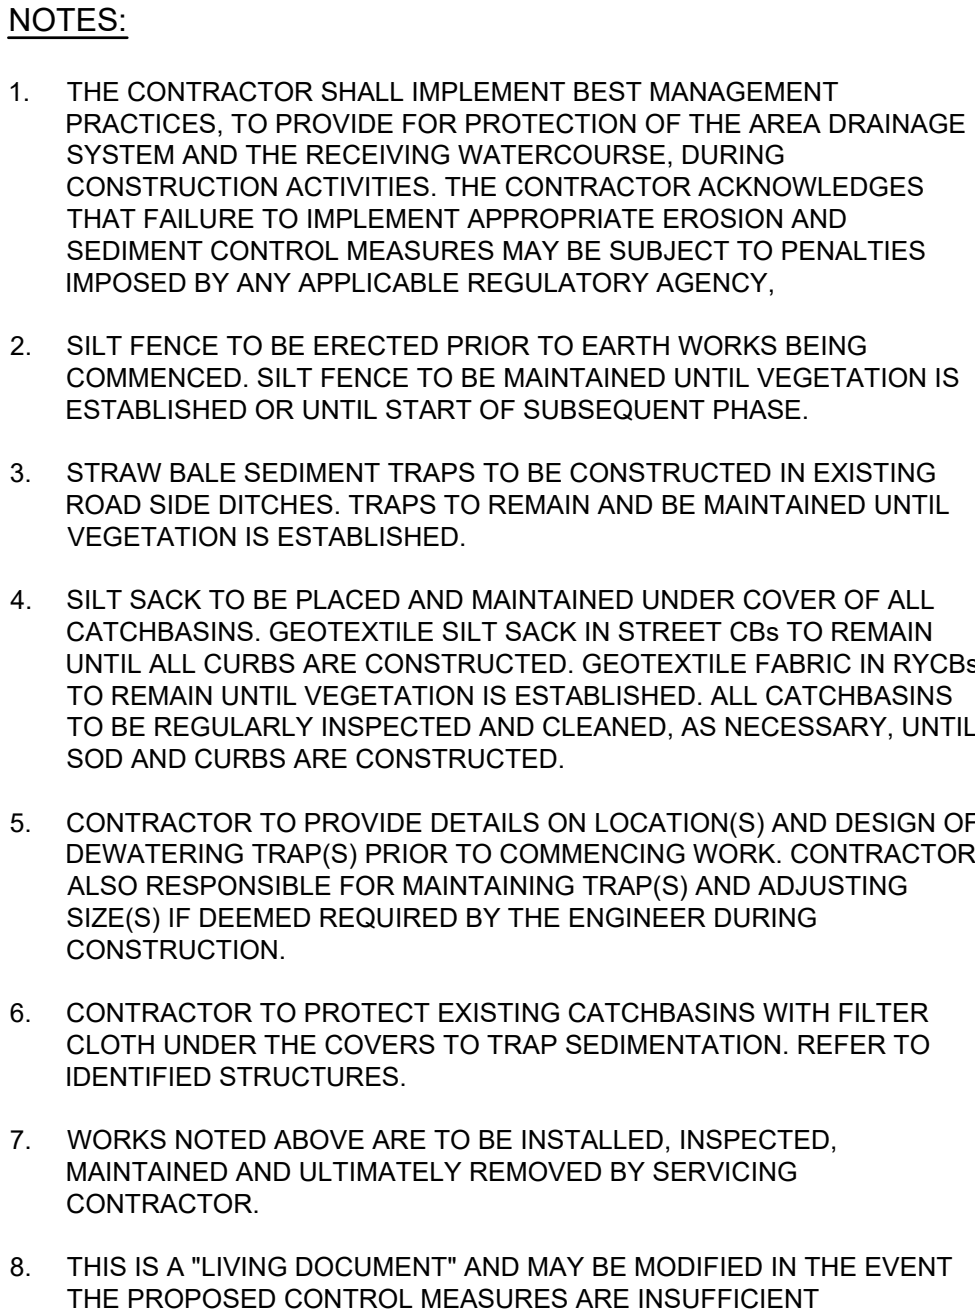 NOTES:
1. THE CONTRACTOR SHALL IMPLEMENT BEST MANAGEMENT
PRACTICES, TO PROVIDE FOR PROTECTION OF THE AREA DRAINAGE
SYSTEM AND THE RECEIVING WATERCOURSE, DURING
CONSTRUCTION ACTIVITIES. THE CONTRACTOR ACKNOWLEDGES
THAT FAILURE TO IMPLEMENT APPROPRIATE EROSION AND
SEDIMENT CONTROL MEASURES MAY BE SUBJECT TO PENALTIES
IMPOSED BY ANY APPLICABLE REGULATORY AGENCY,
2. SILT FENCE TO BE ERECTED PRIOR TO EARTH WORKS BEING
COMMENCED. SILT FENCE TO BE MAINTAINED UNTIL VEGETATION IS
ESTABLISHED OR UNTIL START OF SUBSEQUENT PHASE.
3. STRAW BALE SEDIMENT TRAPS TO BE CONSTRUCTED IN EXISTING
ROAD SIDE DITCHES. TRAPS TO REMAIN AND BE MAINTAINED UNTIL
VEGETATION IS ESTABLISHED.
4. SILT SACK TO BE PLACED AND MAINTAINED UNDER COVER OF ALL
CATCHBASINS. GEOTEXTILE SILT SACK IN STREET CBs TO REMAIN
UNTIL ALL CURBS ARE CONSTRUCTED. GEOTEXTILE FABRIC IN RYCBs
TO REMAIN UNTIL VEGETATION IS ESTABLISHED. ALL CATCHBASINS
TO BE REGULARLY INSPECTED AND CLEANED, AS NECESSARY, UNTIL
SOD AND CURBS ARE CONSTRUCTED.
5. CONTRACTOR TO PROVIDE DETAILS ON LOCATION(S) AND DESIGN OF
DEWATERING TRAP(S) PRIOR TO COMMENCING WORK. CONTRACTOR
ALSO RESPONSIBLE FOR MAINTAINING TRAP(S) AND ADJUSTING
SIZE(S) IF DEEMED REQUIRED BY THE ENGINEER DURING
CONSTRUCTION.
6. CONTRACTOR TO PROTECT EXISTING CATCHBASINS WITH FILTER
CLOTH UNDER THE COVERS TO TRAP SEDIMENTATION. REFER TO
IDENTIFIED STRUCTURES.
7. WORKS NOTED ABOVE ARE TO BE INSTALLED, INSPECTED,
MAINTAINED AND ULTIMATELY REMOVED BY SERVICING
CONTRACTOR.
8. THIS IS A "LIVING DOCUMENT" AND MAY BE MODIFIED IN THE EVENT
THE PROPOSED CONTROL MEASURES ARE INSUFFICIENT